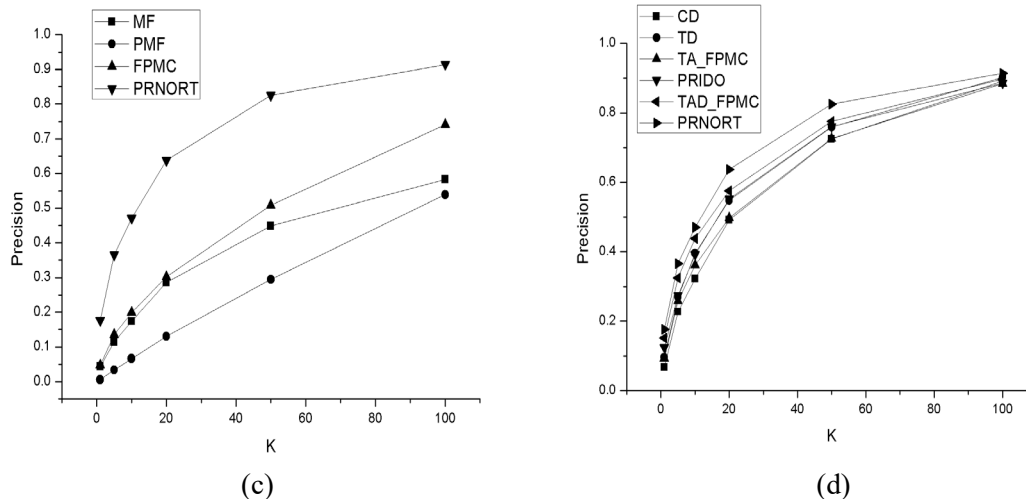 MF
PMF
FPMC
PRNORT
1.0
0.9
0.8
0.7
0.6
0.5
0.4
0.3
0.2
0.1
0.0
Precision
0 20 40 60 80 100
K
(c)
CD
TD
TA_FPMC
PRIDO
TAD_FPMC
PRNORT
1.0
0.8
0.6
0.4
0.2
0.0
Precision
0 20 40 60 80 100
K
(d)